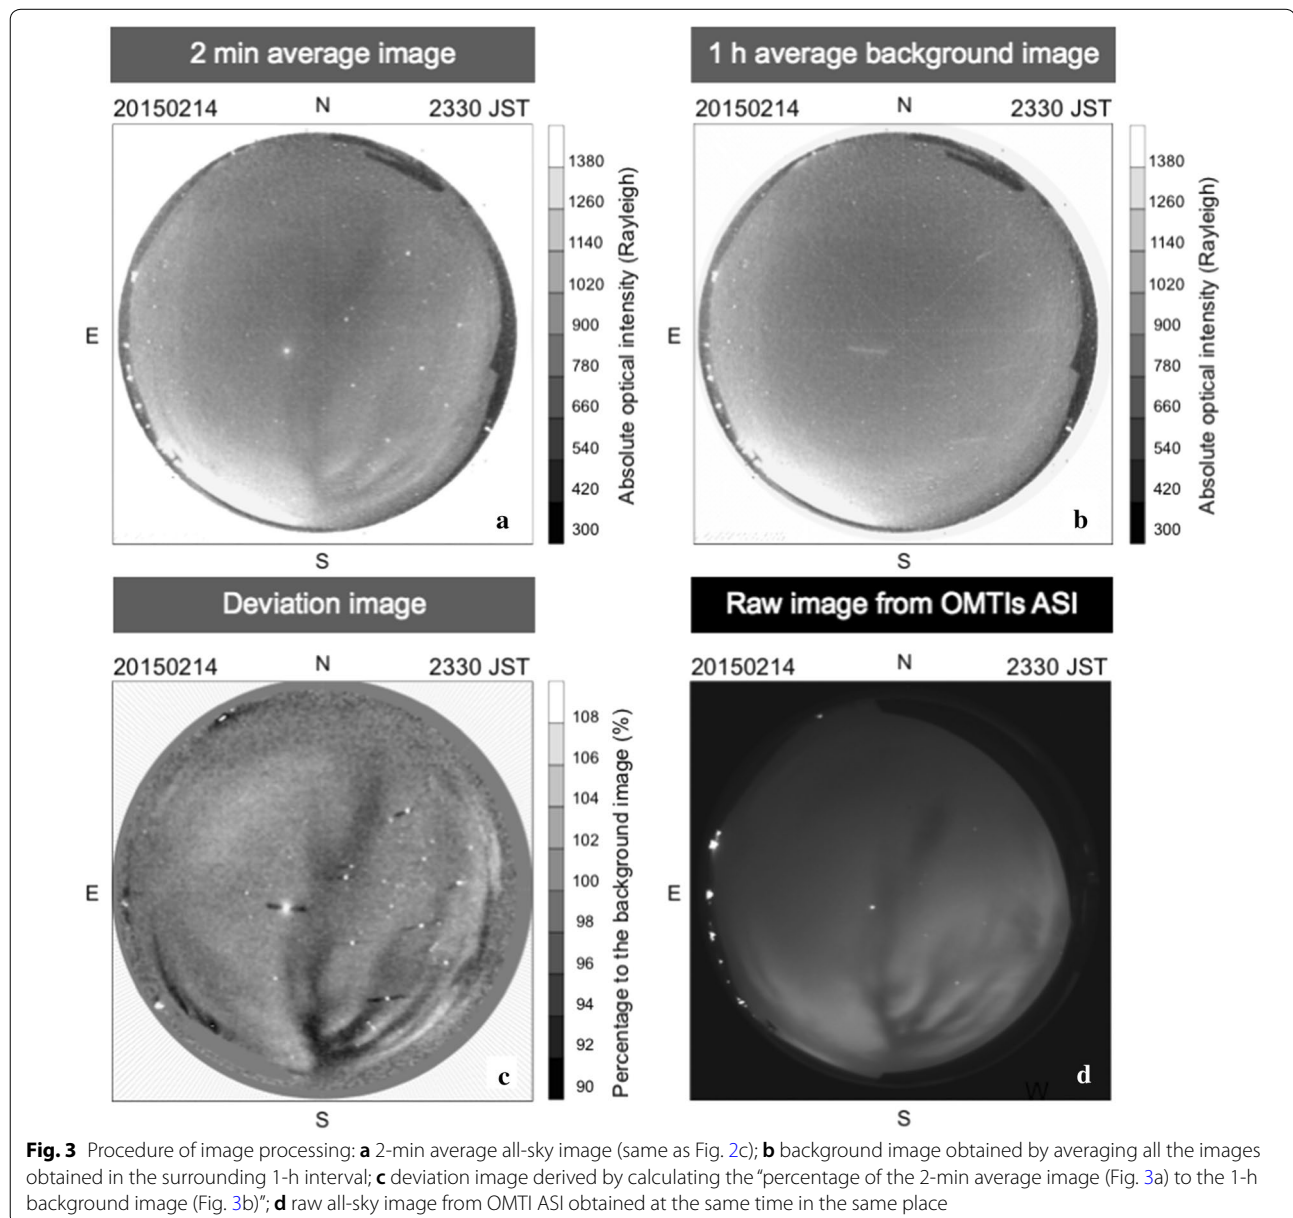 2 min average image
1 h average background image
20150214 N 2330 JST
20150214 N 2330 JST
E
E
1380
1260
1140
1020
900
780
660
540
420
300
Absolute optical intensity (Rayleigh)
1380
1260
1140
1020
900
780
660
540
420
300
Absolute optical intensity (Rayleigh)
a
b
S
S
Deviation image
Raw image from OMTIs ASI
20150214 N 2330 JST
20150214 N 2330 JST
E
E
108
106
104
102
100
98
96
94
92
90
Percentage to the background image (%)
c
d
W
S
S
Fig. 3 Procedure of image processing: a 2-min average all-sky image (same as Fig. 2c); b background image obtained by averaging all the images
obtained in the surrounding 1-h interval; c deviation image derived by calculating the “percentage of the 2-min average image (Fig. 3a) to the 1-h
background image (Fig. 3b)”; d raw all-sky image from OMTI ASI obtained at the same time in the same place